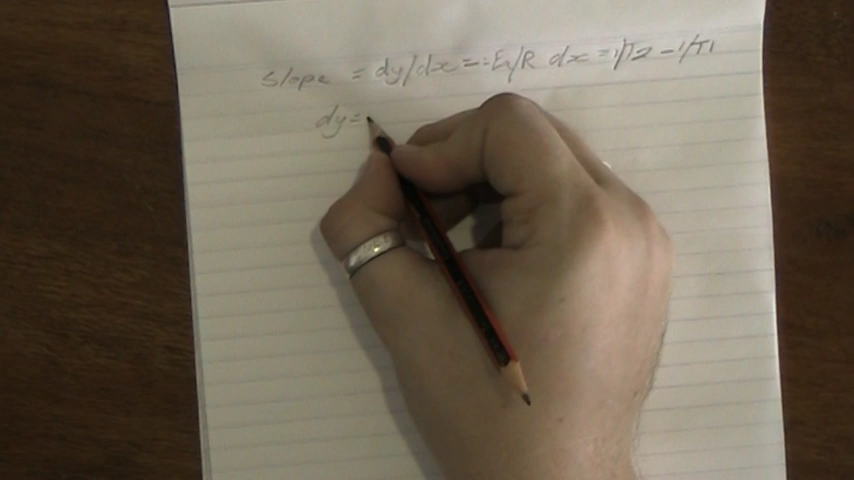 slope = dy/dx = -Ea/R dx = 1/T2 - 1/T1
dy =